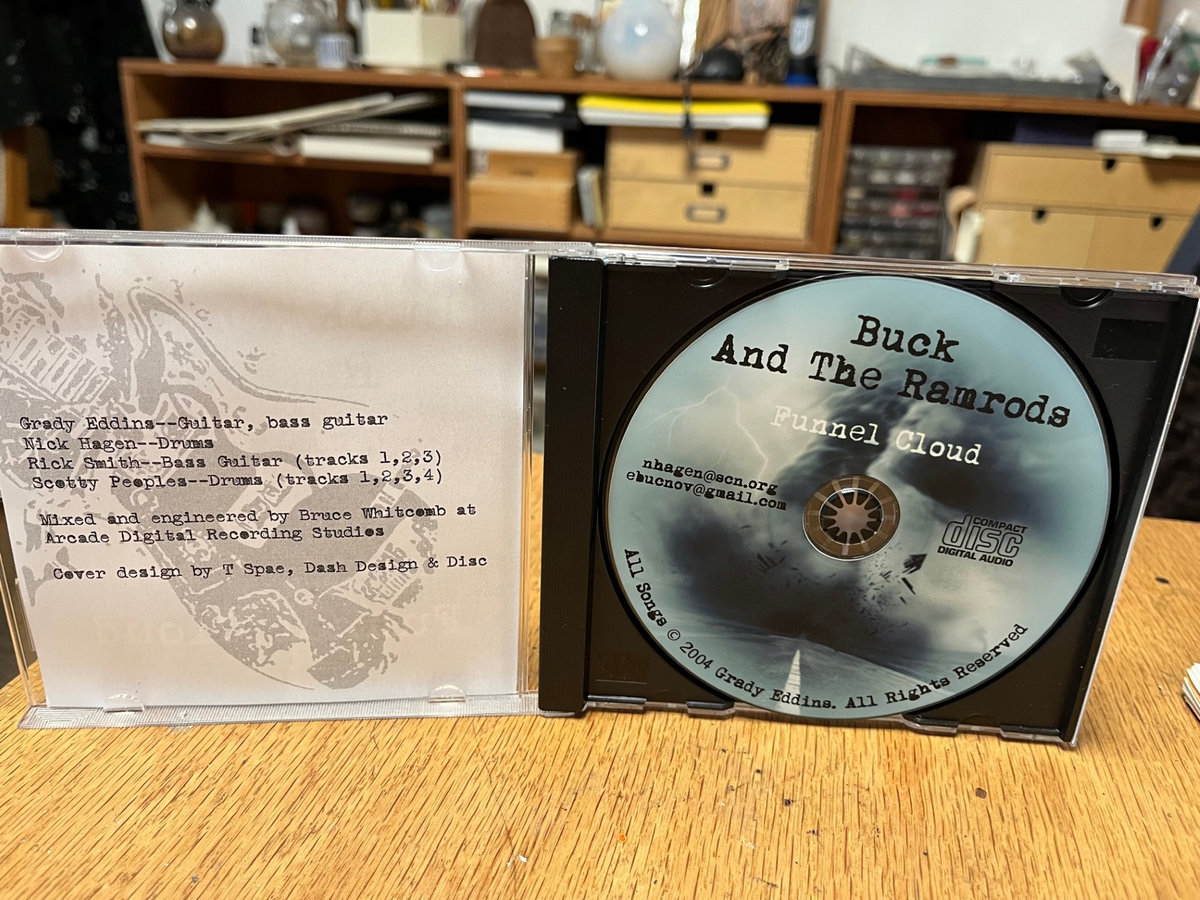 Grady Eddins--Guitar, bass guitar
Nick Hagen--Drums
Rick Smith--Bass Guitar (tracks 1,2,3)
Scotty Peoples--Drums (tracks 1,2,3,4)
Mixed and engineered by Bruce Whitcomb at
Arcade Digital Recording Studios
Cover design by T Spae, Dash Design & Disc
Buck
And The Ramrods
Funnel Cloud
nhagen@scn.org
ebucnov@gmail.com
COMPACT
disc
DIGITAL AUDIO
All Songs © 2004 Grady Eddins. All Rights Reserved